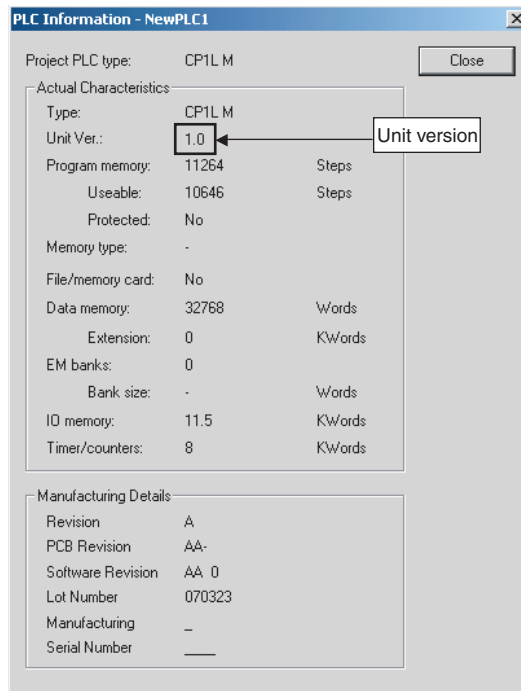 PLC Information - NewPLC1
Project PLC type: CP1L M Close
Actual Characteristics
Type: CP1L M
Unit Ver.: 1.0 Unit version
Program memory: 11264 Steps
Useable: 10646 Steps
Protected: No
Memory type: -
File/memory card: No
Data memory: 32768 Words
Extension: 0 KWords
EM banks: 0
Bank size: - Words
IO memory: 11.5 KWords
Timer/counters: 8 KWords
Manufacturing Details
Revision A
PCB Revision AA-
Software Revision AA 0
Lot Number 070323
Manufacturing _
Serial Number ____